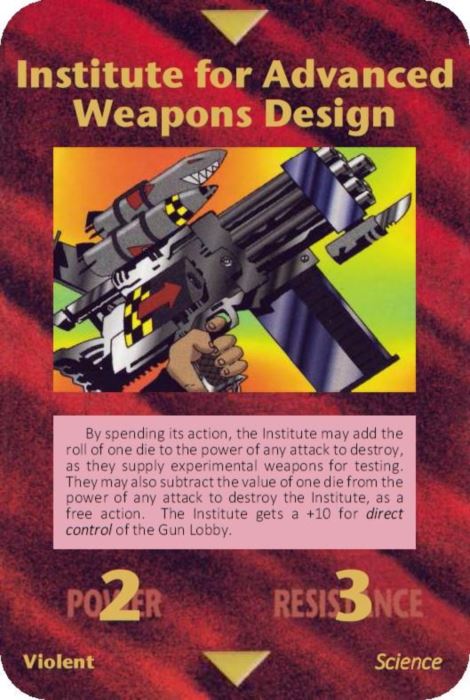 Institute for Advanced
Weapons Design
By spending its action, the Institute may add the
roll of one die to the power of any attack to destroy,
as they supply experimental weapons for testing.
They may also subtract the value of one die from the
power of any attack to destroy the Institute, as a
free action. The Institute gets a +10 for direct
control of the Gun Lobby.
POWER 2 RESISTANCE 3
Violent Science